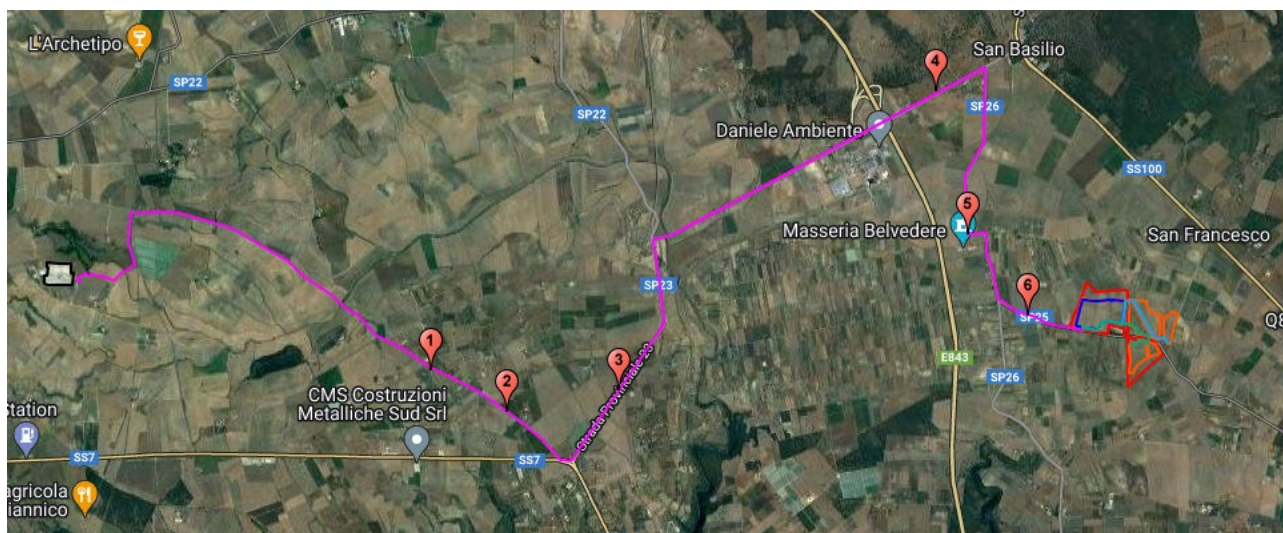 L'Archetipo
SP22
SP22
4
San Basilio
SP26
Daniele Ambiente
SS100
5
Masseria Belvedere
San Francesco
SP23
6
SP25
Q8
1
3
E843
SP26
2
CMS Costruzioni
Metalliche Sud Srl
Strada Provinciale 23
Station
SS7
SS7
agricola
iannico